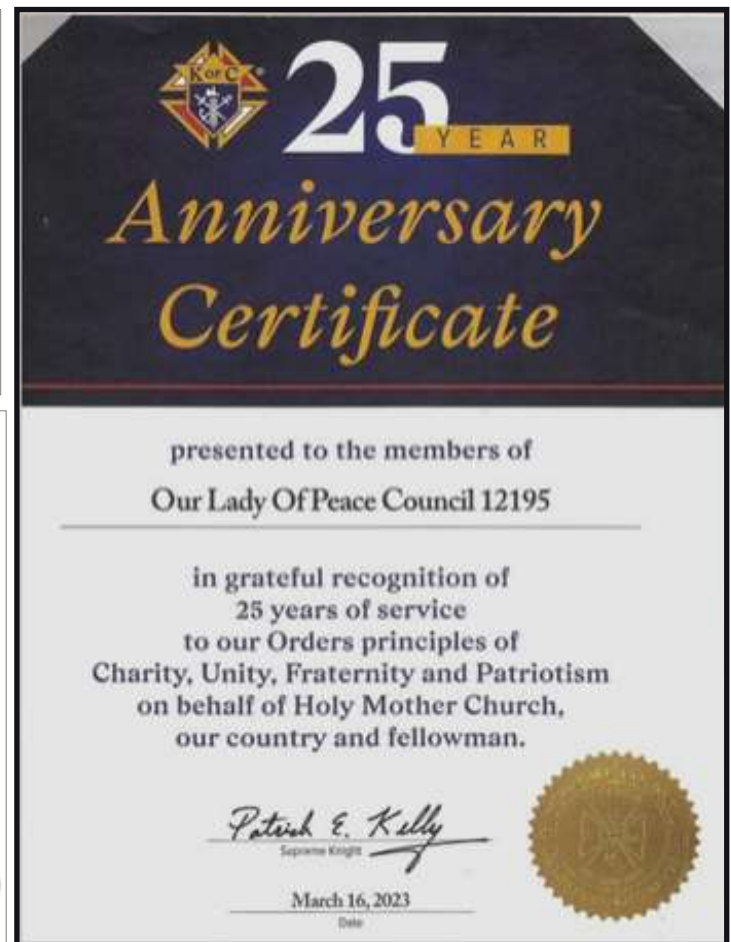 K OF C
25
YEAR
Anniversary
Certificate
presented to the members of
Our Lady Of Peace Council 12195
in grateful recognition of
25 years of service
to our Orders principles of
Charity, Unity, Fraternity and Patriotism
on behalf of Holy Mother Church,
our country and fellowman.
Patrick E. Kelly
Supreme Knight
March 16, 2023
Date